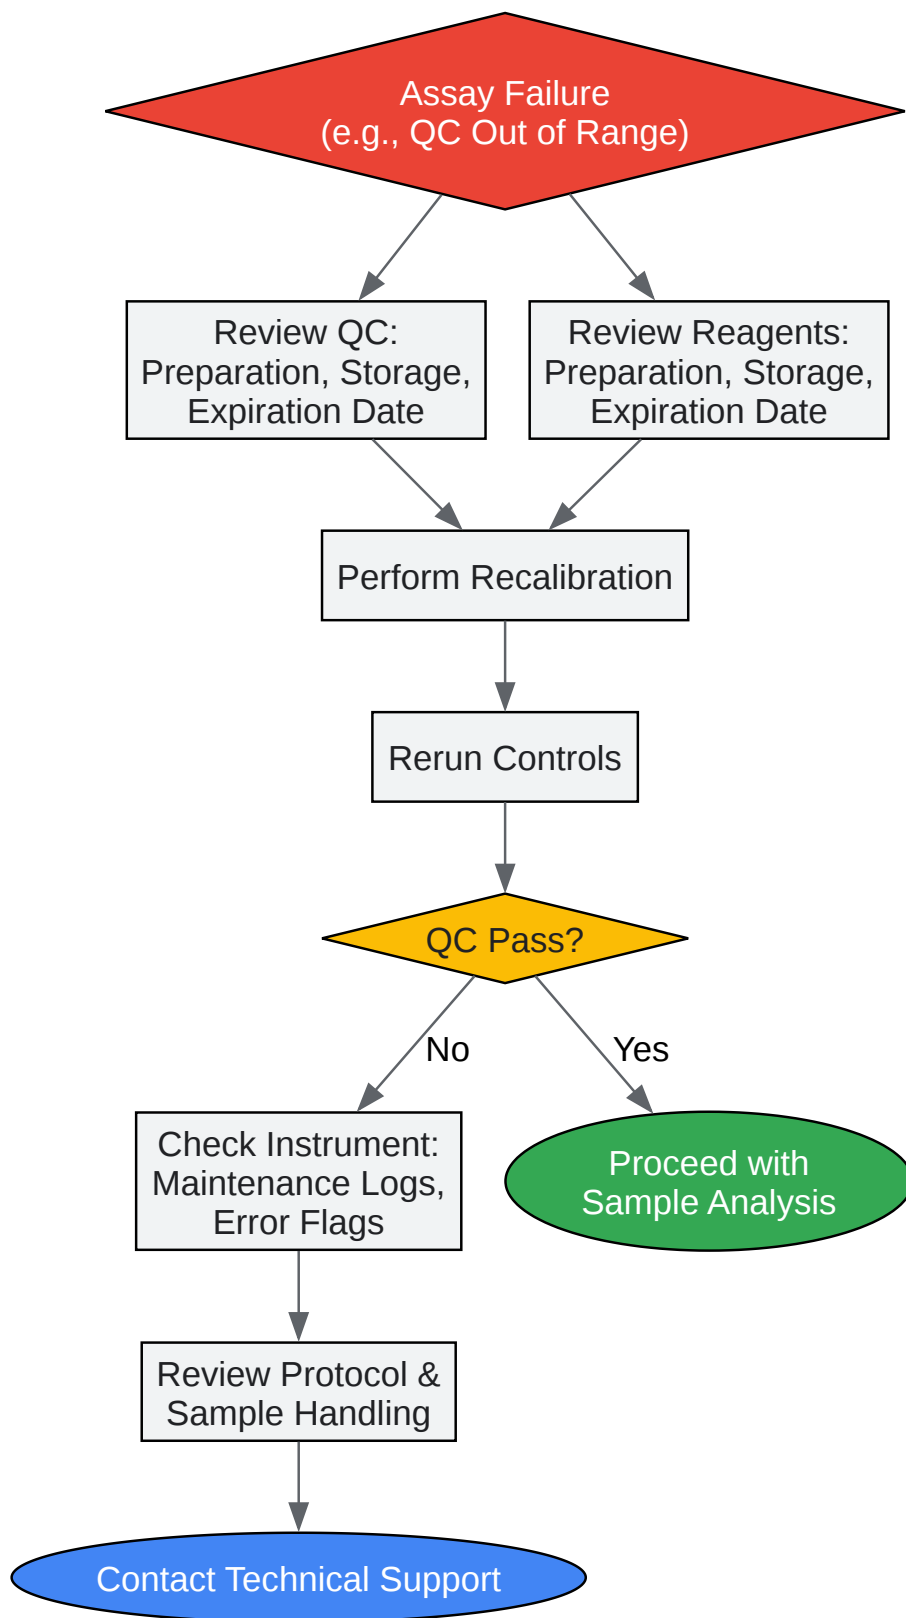 Assay Failure
(e.g., QC Out of Range)
Review QC:
Preparation, Storage,
Expiration Date
Review Reagents:
Preparation, Storage,
Expiration Date
Perform Recalibration
Rerun Controls
QC Pass?
No
Yes
Check Instrument:
Maintenance Logs,
Error Flags
Proceed with
Sample Analysis
Review Protocol &
Sample Handling
Contact Technical Support